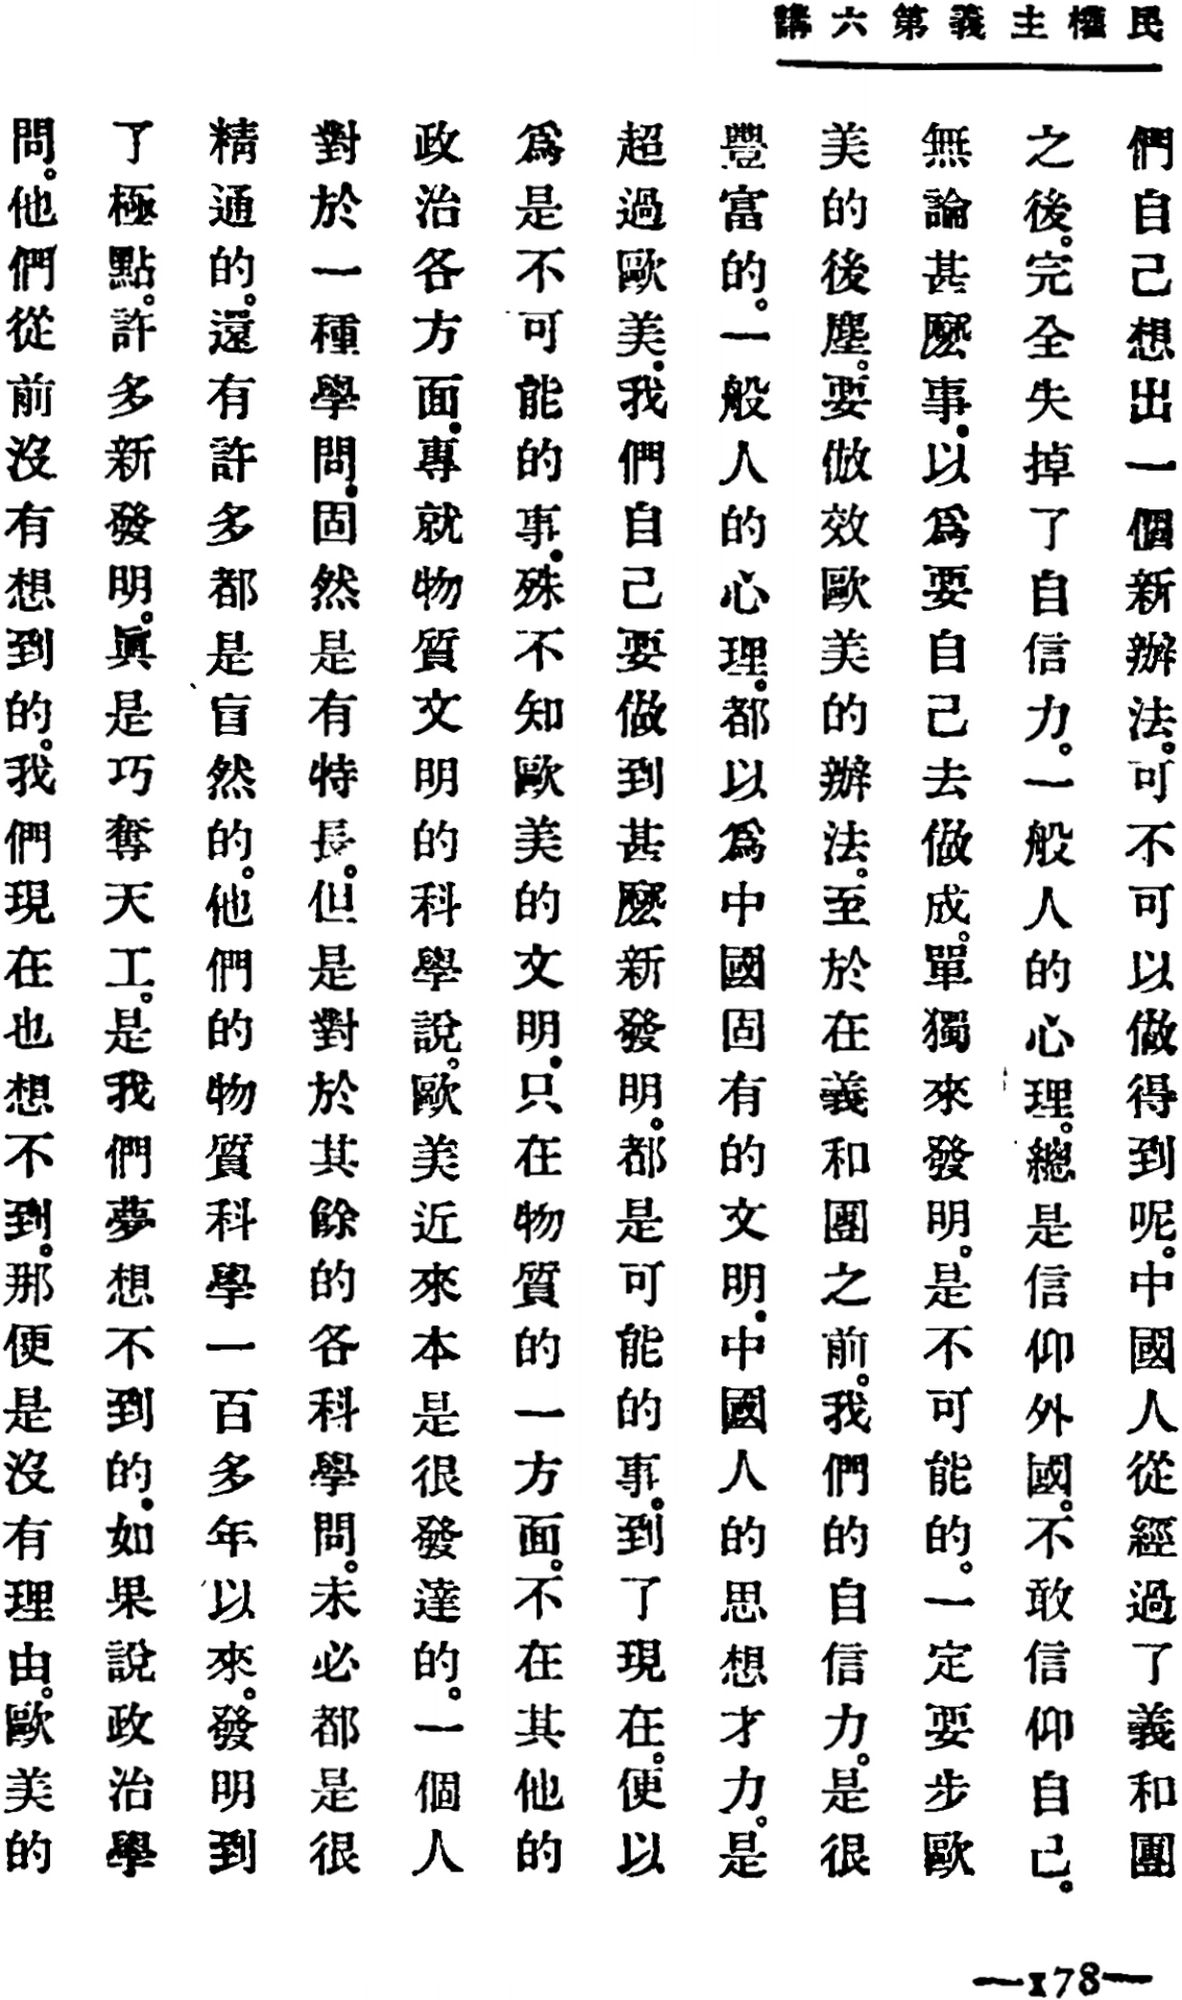 民權主義第六講
們自己想出一個新辦法。可不可以做得到呢。中國人從經過了義和團
之後。完全失掉了自信力。一般人的心理。總是信仰外國。不敢信仰自己。
無論甚麼事.以爲要自己去做成。單獨來發明。是不可能的。一定要步歐
美的後塵。要倣效歐美的辦法。至於在義和團之前。我們的自信力。是很
豐富的。一般人的心理。都以爲中國固有的文明.中國人的思想才力。是
超過歐美.我們自己要做到甚麼新發明。都是可能的事。到了現在。便以
爲是不可能的事.殊不知歐美的文明.只在物質的一方面。不在其他的
政治各方面.專就物質文明的科學說。歐美近來本是很發達的。一個人
對於一種學問.固然是有特長。但是對於其餘的各科學問。未必都是很
精通的。還有許多都是盲然的。他們的物質科學一百多年以來。發明到
了極點。許多新發明。眞是巧奪天工。是我們夢想不到的.如果說政治學
問。他們從前沒有想到的。我們現在也想不到。那便是沒有理由。歐美的
—178—